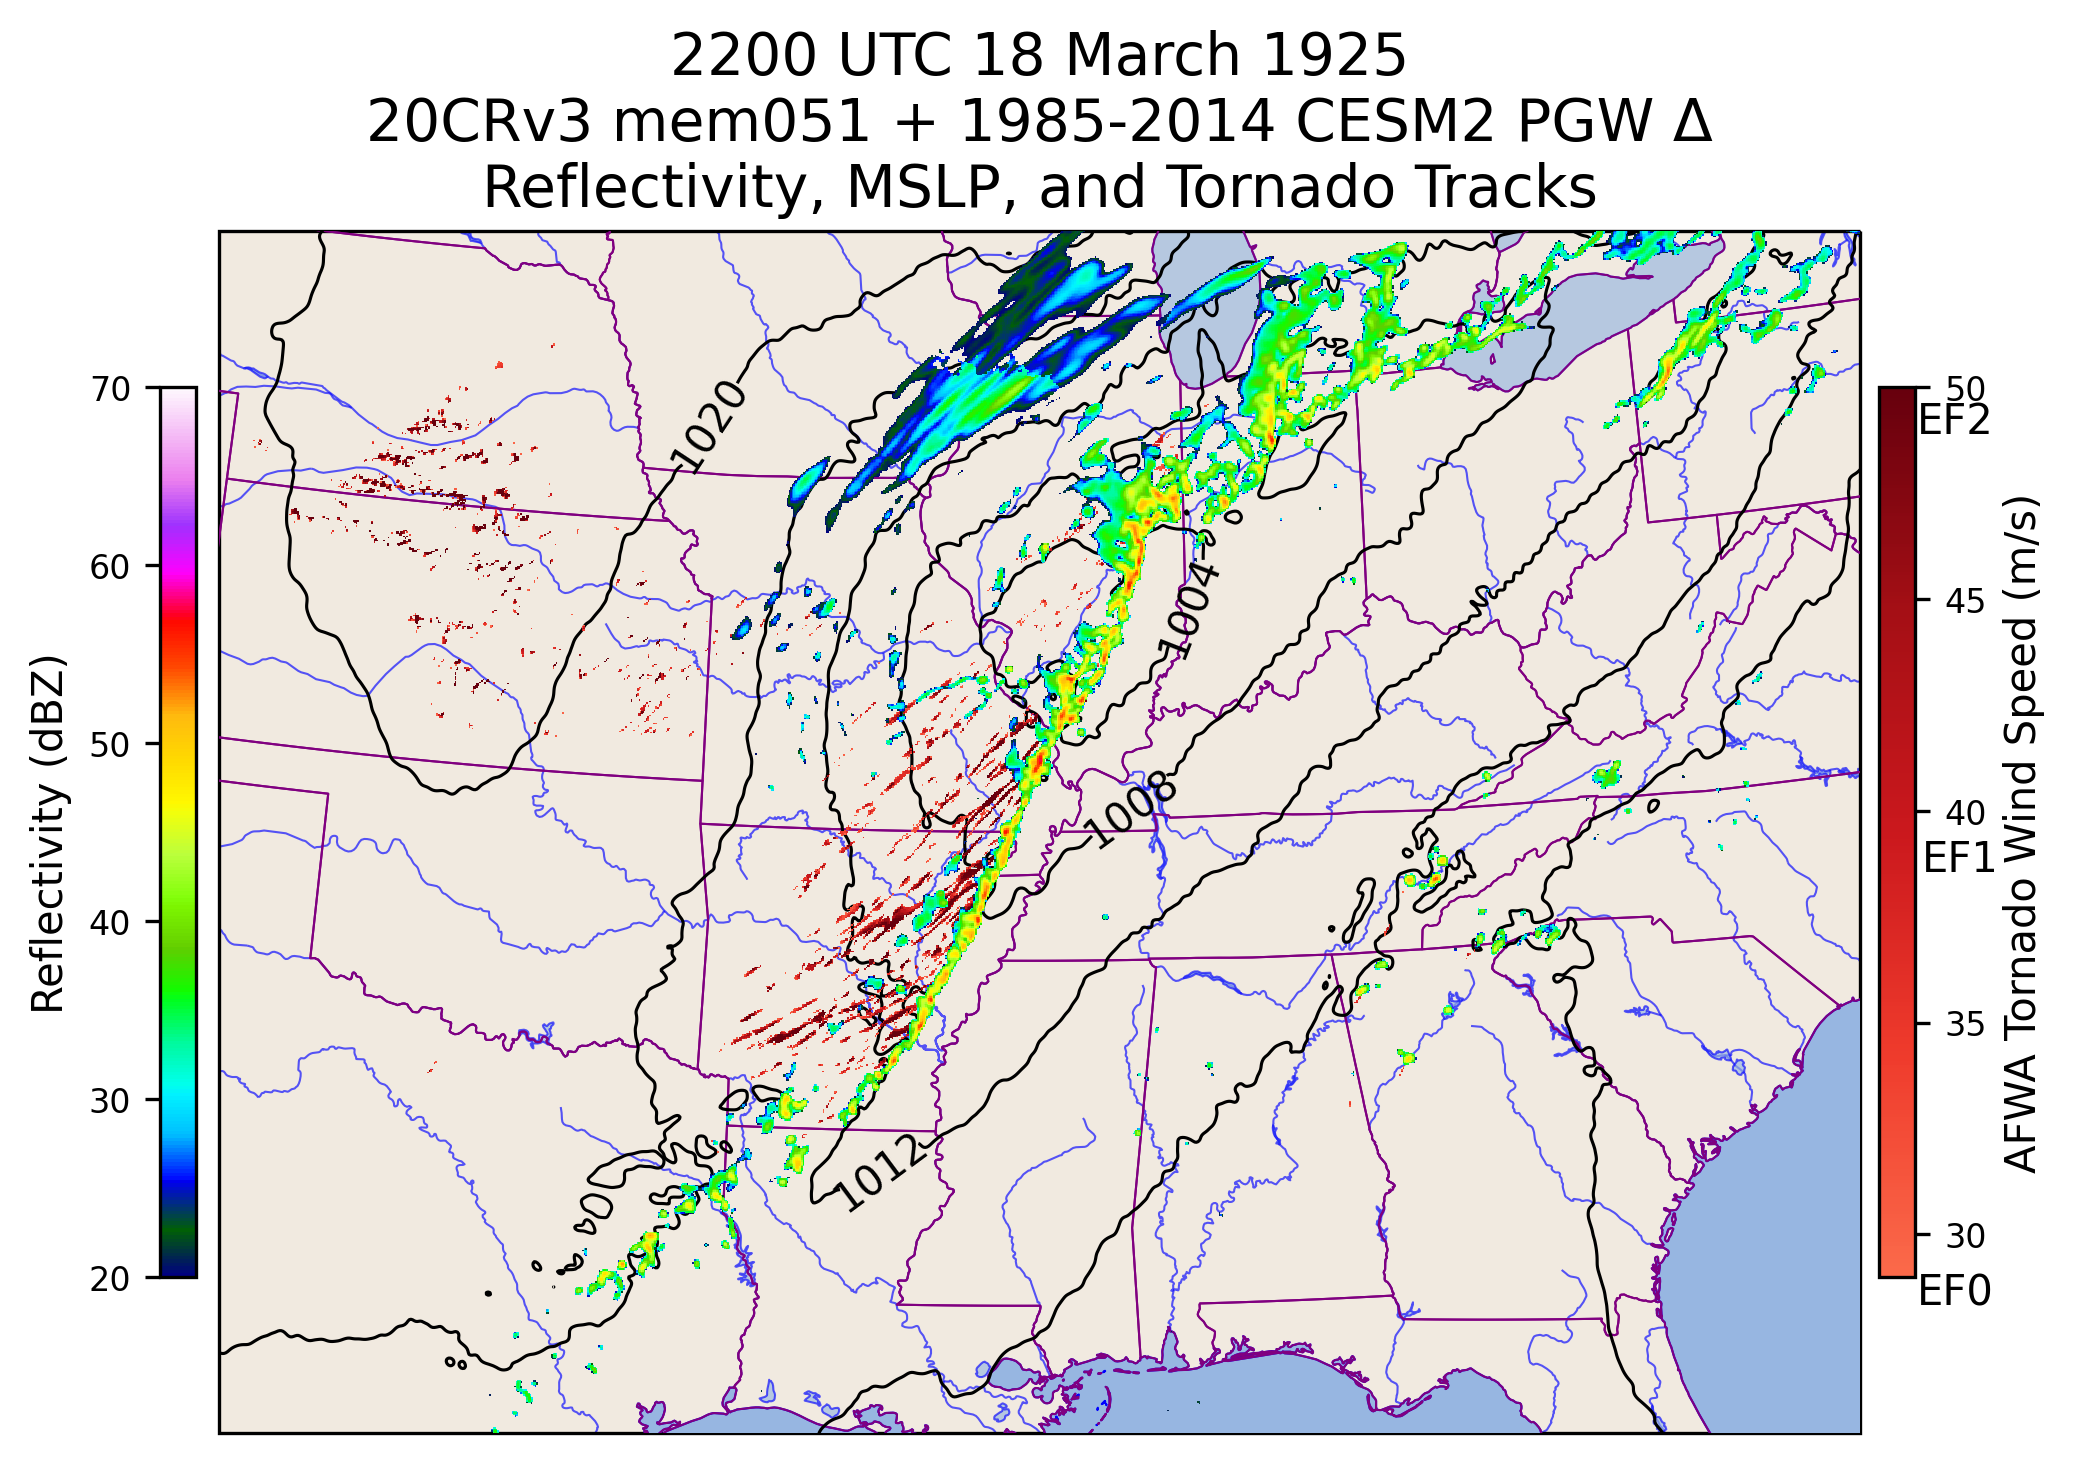 2200 UTC 18 March 1925
20CRv3 mem051 + 1985-2014 CESM2 PGW Δ
Reflectivity, MSLP, and Tornado Tracks
70
60
50
40
30
20
Reflectivity (dBZ)
1020
1004
1008
1012
50
EF2
45
40
EF1
35
30
EF0
AFWA Tornado Wind Speed (m/s)